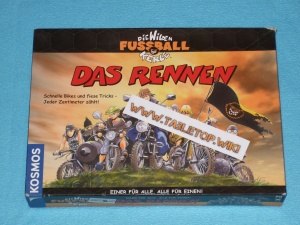 DIE WILDEN
FUSSBALL
KERLE
DAS RENNEN
Schnelle Bikes und fiese Tricks -
Jeder Zentimeter zählt!
WWW.TABLETOP.WIKI
KOSMOS
EINER FÜR ALLE, ALLE FÜR EINEN!